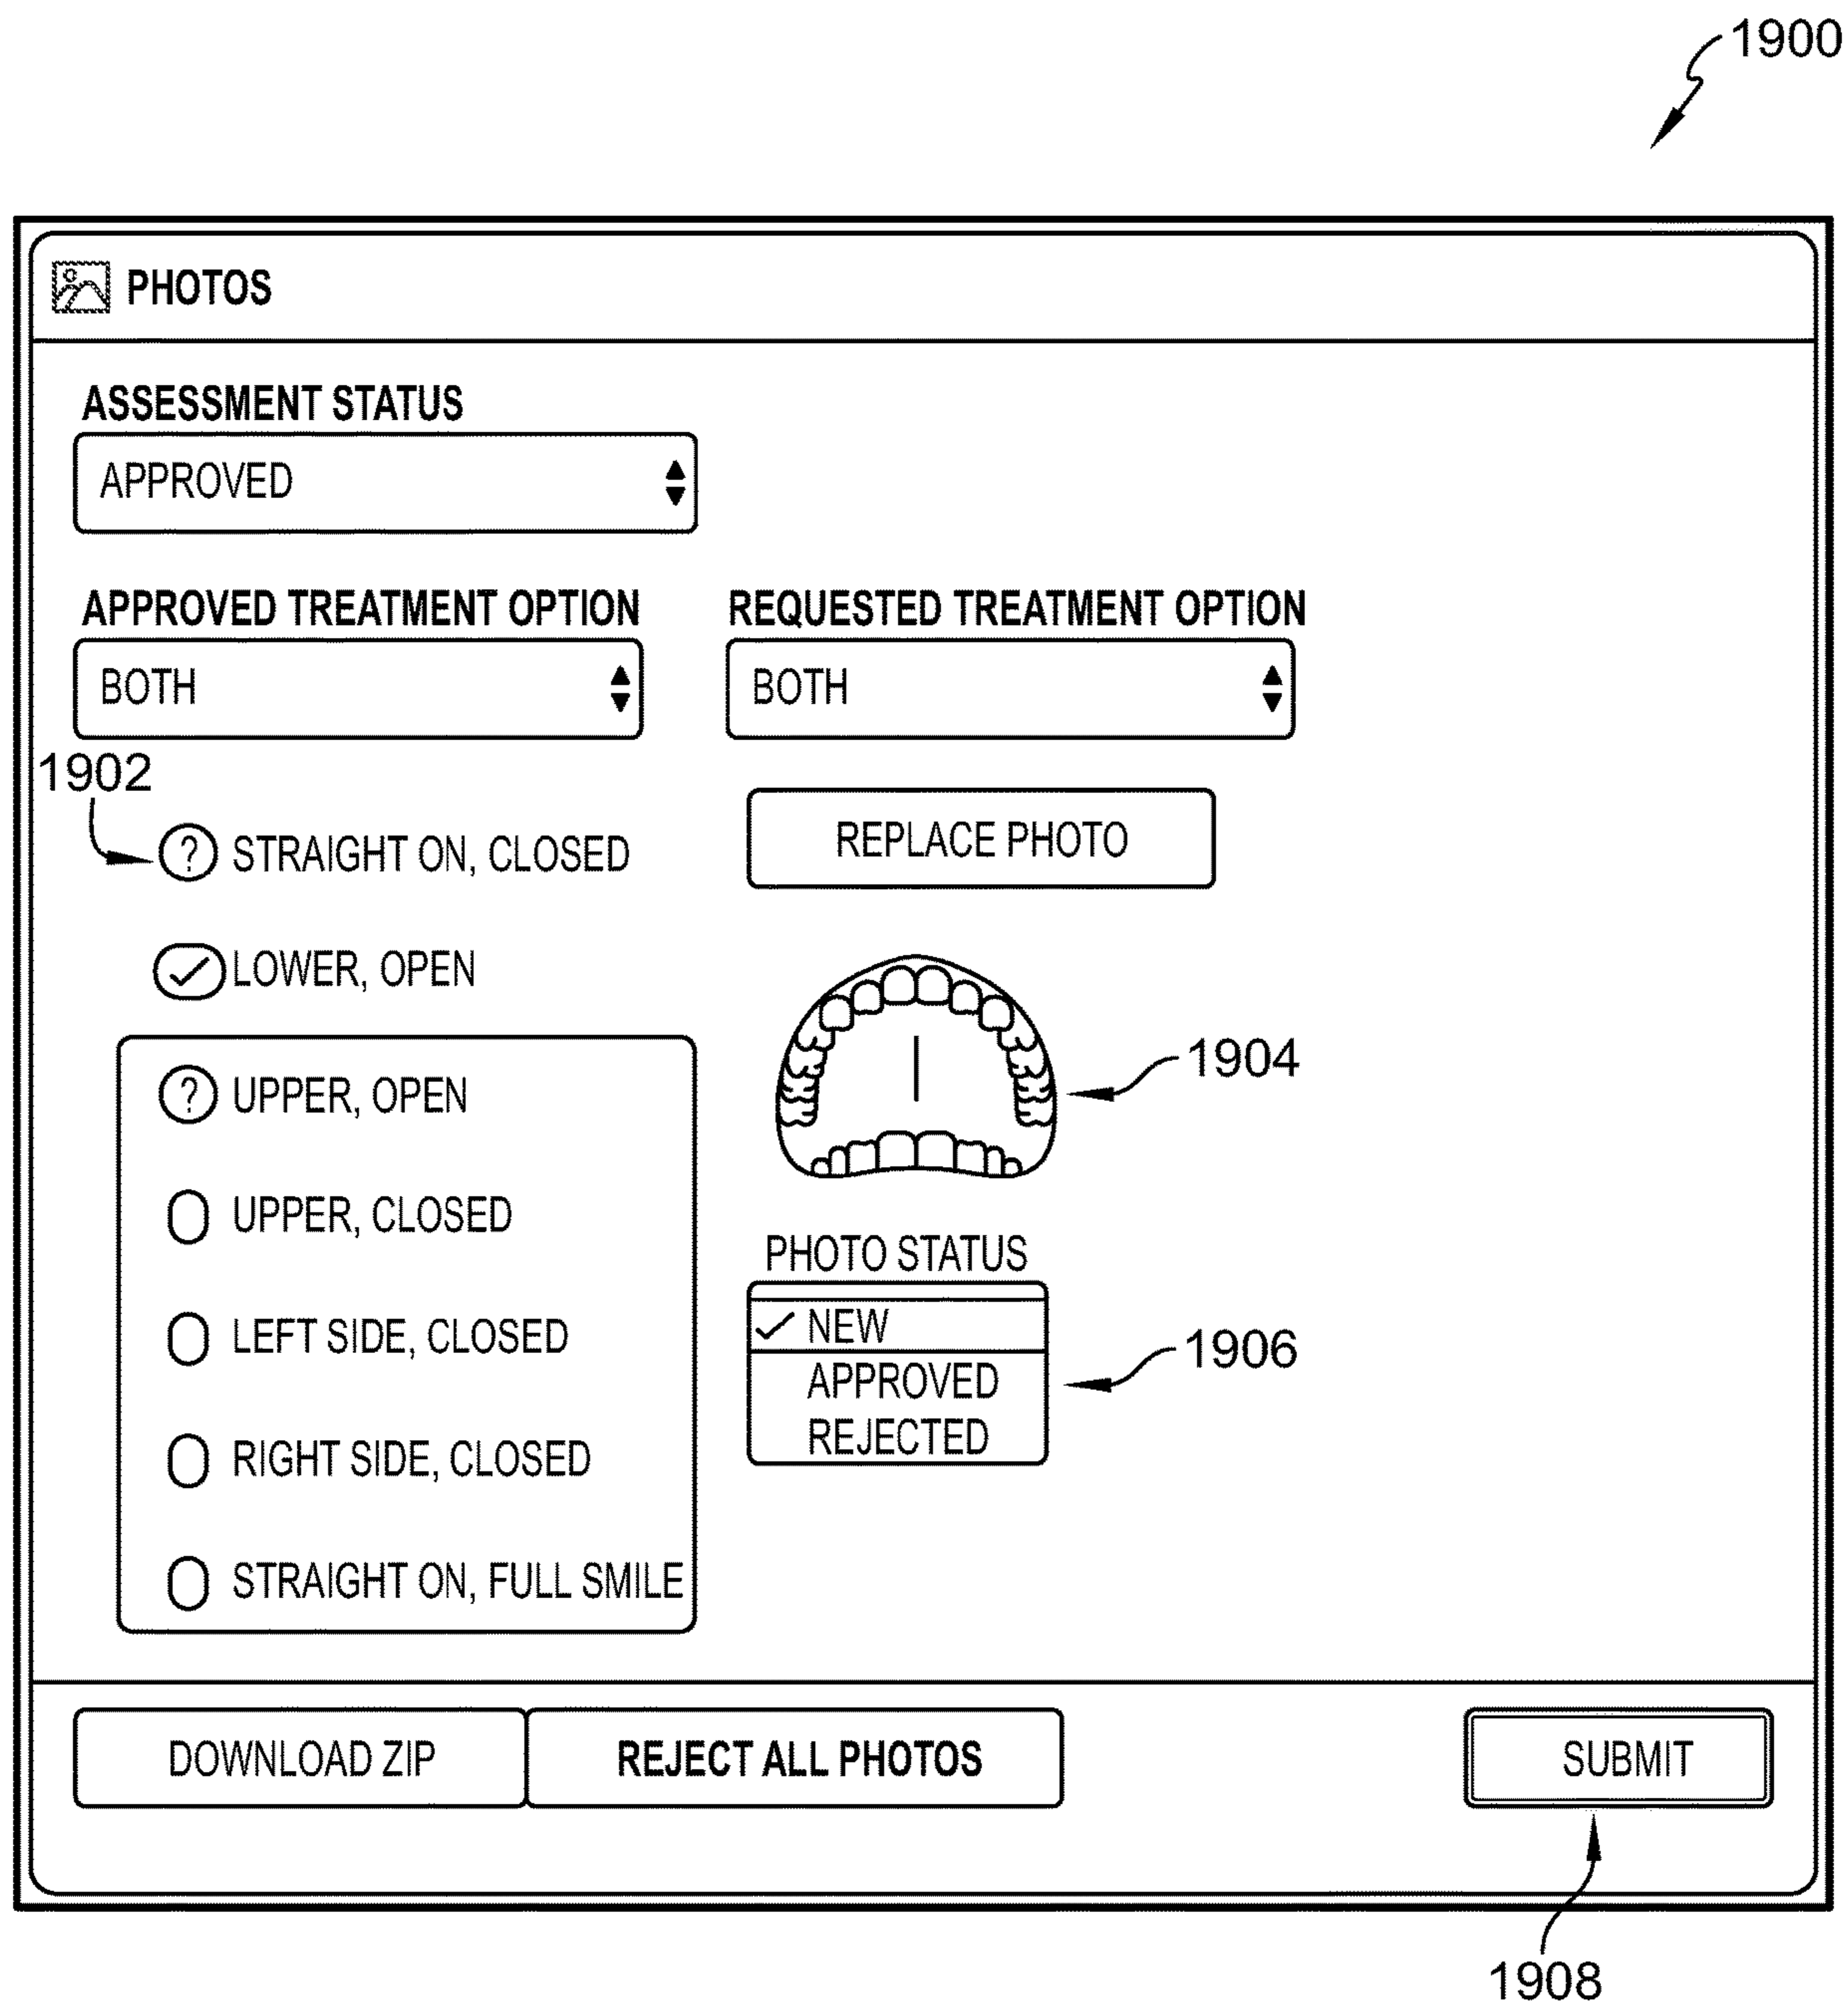 1900
PHOTOS
ASSESSMENT STATUS
APPROVED
APPROVED TREATMENT OPTION
REQUESTED TREATMENT OPTION
BOTH
BOTH
1902
? STRAIGHT ON, CLOSED
REPLACE PHOTO
LOWER, OPEN
? UPPER, OPEN
UPPER, CLOSED
LEFT SIDE, CLOSED
RIGHT SIDE, CLOSED
STRAIGHT ON, FULL SMILE
1904
PHOTO STATUS
✓ NEW
APPROVED
REJECTED
1906
DOWNLOAD ZIP
REJECT ALL PHOTOS
SUBMIT
1908